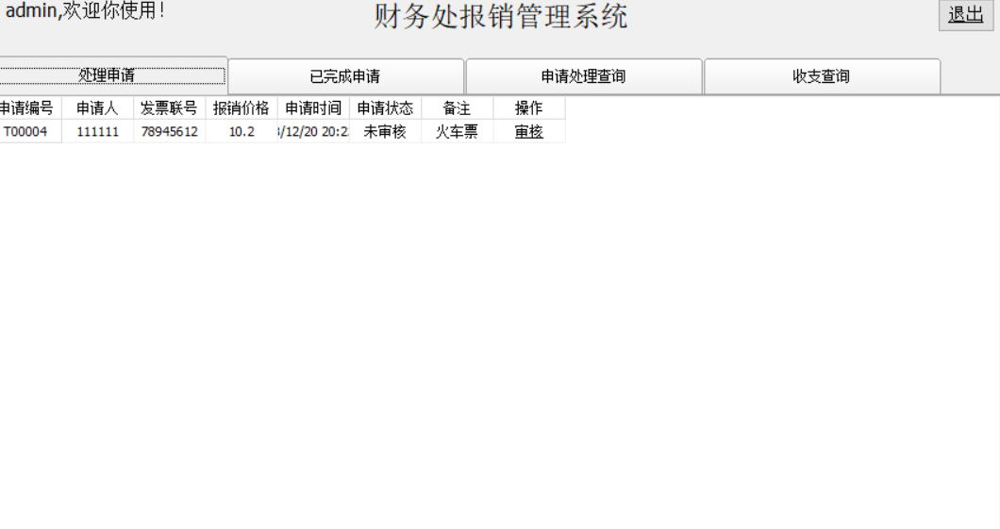 admin,欢迎你使用!
财务处报销管理系统
退出
处理申请 已完成申请 申请处理查询 收支查询
申请编号 申请人 发票联号 报销价格 申请时间 申请状态 备注 操作
T00004 111111 78945612 10.2 /12/20 20:2 未审核 火车票 审核